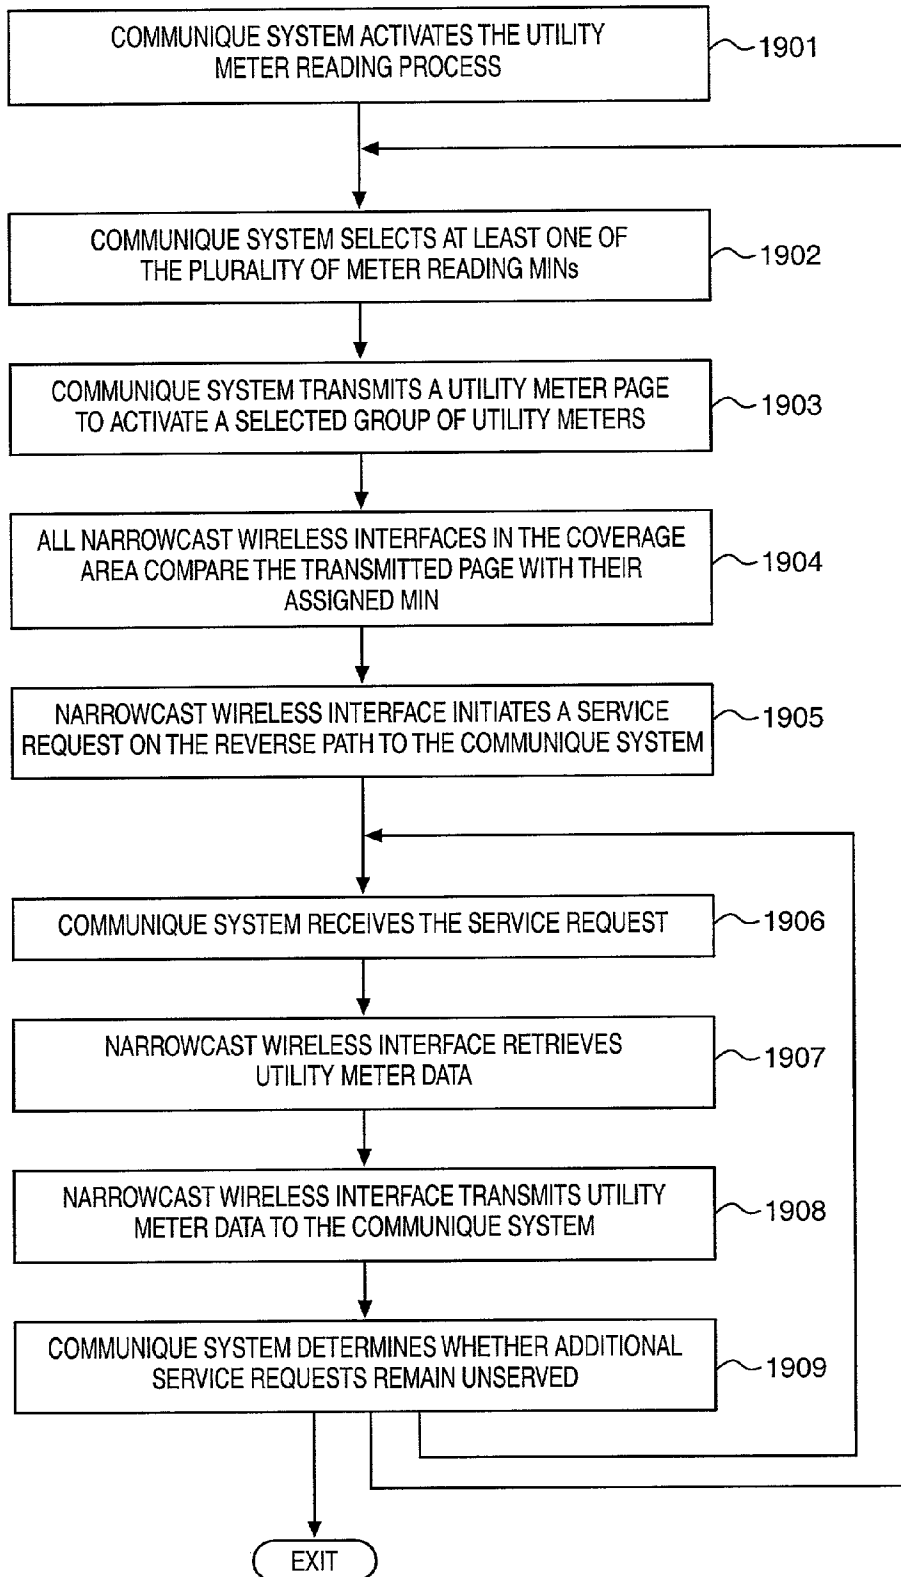 COMMUNIQUE SYSTEM ACTIVATES THE UTILITY
METER READING PROCESS
1901
COMMUNIQUE SYSTEM SELECTS AT LEAST ONE OF
THE PLURALITY OF METER READING MINs
1902
COMMUNIQUE SYSTEM TRANSMITS A UTILITY METER PAGE
TO ACTIVATE A SELECTED GROUP OF UTILITY METERS
1903
ALL NARROWCAST WIRELESS INTERFACES IN THE COVERAGE
AREA COMPARE THE TRANSMITTED PAGE WITH THEIR
ASSIGNED MIN
1904
NARROWCAST WIRELESS INTERFACE INITIATES A SERVICE
REQUEST ON THE REVERSE PATH TO THE COMMUNIQUE SYSTEM
1905
COMMUNIQUE SYSTEM RECEIVES THE SERVICE REQUEST
1906
NARROWCAST WIRELESS INTERFACE RETRIEVES
UTILITY METER DATA
1907
NARROWCAST WIRELESS INTERFACE TRANSMITS UTILITY
METER DATA TO THE COMMUNIQUE SYSTEM
1908
COMMUNIQUE SYSTEM DETERMINES WHETHER ADDITIONAL
SERVICE REQUESTS REMAIN UNSERVED
1909
EXIT